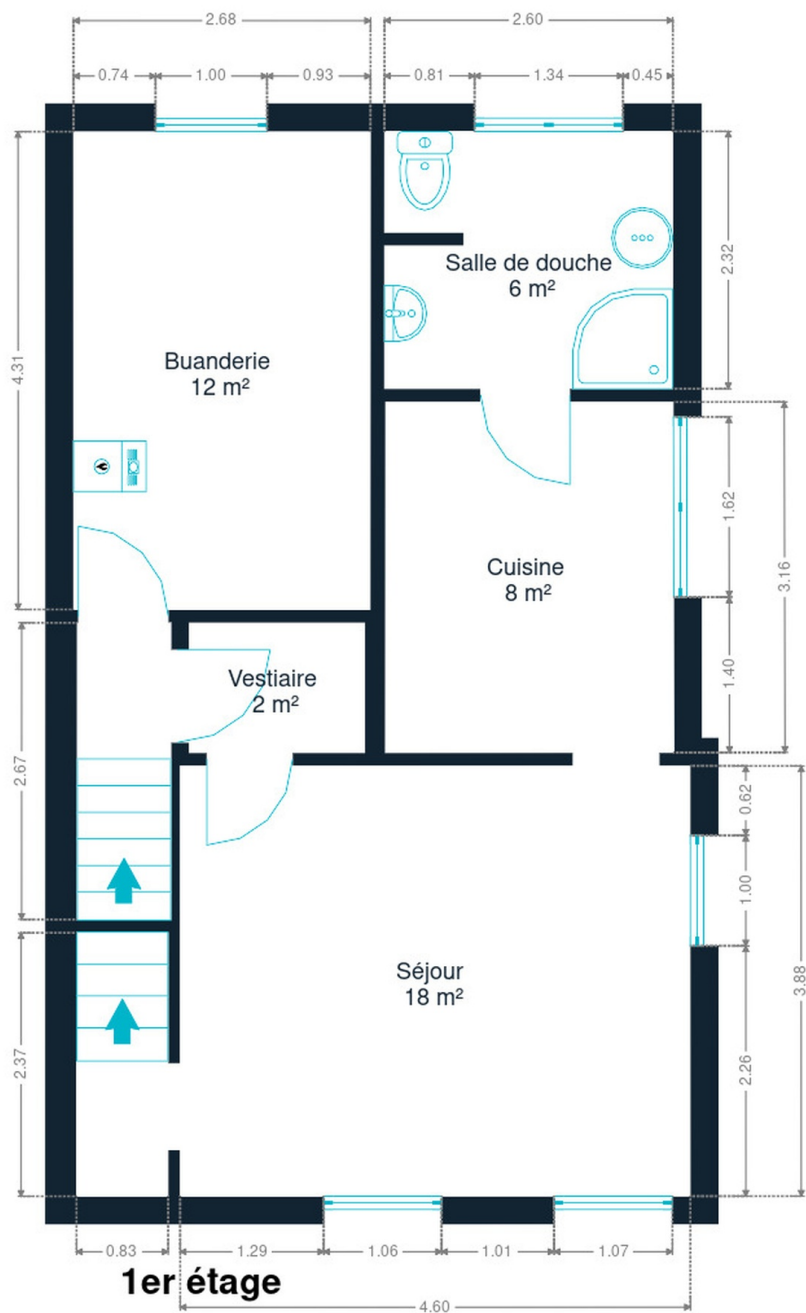 2.68
2.60
0.74
1.00
0.93
0.81
1.34
0.45
4.31
2.32
Salle de douche
6 m²
Buanderie
12 m²
1.62
3.16
Cuisine
8 m²
1.40
Vestiaire
2 m²
2.67
0.62
1.00
3.88
Séjour
18 m²
2.37
2.26
0.83
1.29
1.06
1.01
1.07
1er étage
4.60